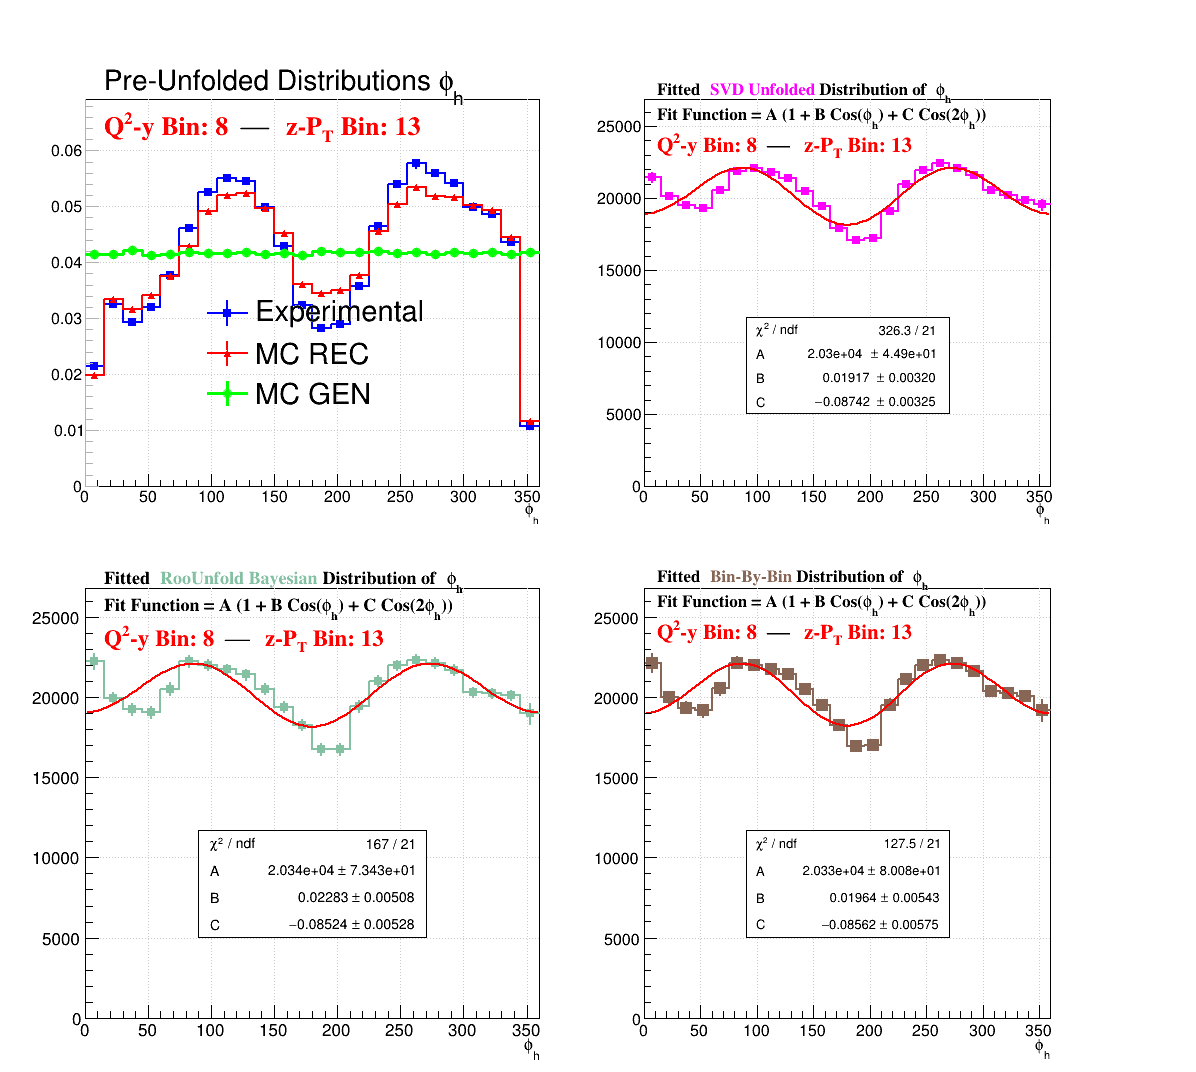 Pre-Unfolded Distributions ϕh
Q²-y Bin: 8 — z-PT Bin: 13
0.06
0.05
0.04
0.03
0.02
0.01
0
Experimental
MC REC
MC GEN
0 50 100 150 200 250 300 350
ϕh
Fitted SVD Unfolded Distribution of ϕh
Fit Function = A (1 + B Cos(ϕh) + C Cos(2ϕh))
Q²-y Bin: 8 — z-PT Bin: 13
25000
20000
15000
10000
5000
0
χ² / ndf 326.3 / 21
A 2.03e+04 ± 4.49e+01
B 0.01917 ± 0.00320
C −0.08742 ± 0.00325
0 50 100 150 200 250 300 350
ϕh
Fitted RooUnfold Bayesian Distribution of ϕh
Fit Function = A (1 + B Cos(ϕh) + C Cos(2ϕh))
Q²-y Bin: 8 — z-PT Bin: 13
25000
20000
15000
10000
5000
0
χ² / ndf 167 / 21
A 2.034e+04 ± 7.343e+01
B 0.02283 ± 0.00508
C −0.08524 ± 0.00528
0 50 100 150 200 250 300 350
ϕh
Fitted Bin-By-Bin Distribution of ϕh
Fit Function = A (1 + B Cos(ϕh) + C Cos(2ϕh))
Q²-y Bin: 8 — z-PT Bin: 13
25000
20000
15000
10000
5000
0
χ² / ndf 127.5 / 21
A 2.033e+04 ± 8.008e+01
B 0.01964 ± 0.00543
C −0.08562 ± 0.00575
0 50 100 150 200 250 300 350
ϕh